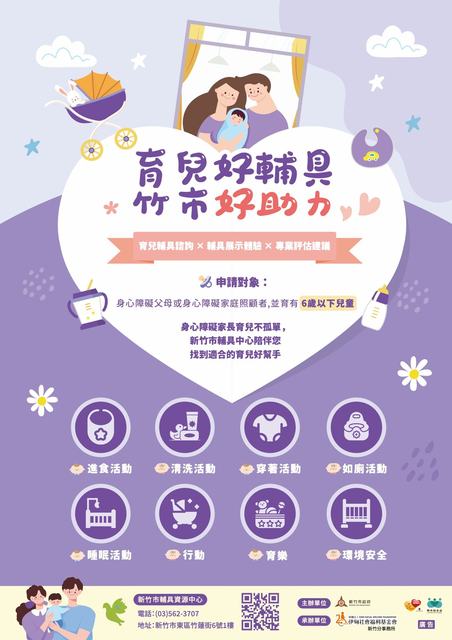 育兒好輔具
竹市好助力
育兒輔具諮詢 × 輔具展示體驗 × 專業評估建議
申請對象：
身心障礙父母或身心障礙家庭照顧者,並育有 6歲以下兒童
身心障礙家長育兒不孤單，
新竹市輔具中心陪伴您
找到適合的育兒好幫手
進食活動 清洗活動 穿著活動 如廁活動
睡眠活動 行動 育樂 環境安全
新竹市輔具資源中心
電話:(03)562-3707
地址:新竹市東區竹蓮街6號1樓
主辦單位 新竹市政府
承辦單位 伊甸社會福利基金會
新竹分事務所
廣告